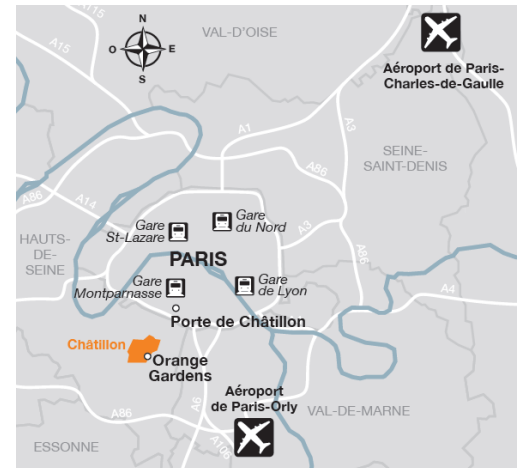 A115
A15
N
O
E
S
VAL-D'OISE
Aéroport de Paris-
Charles-de-Gaulle
A1
A3
A86
SEINE-
SAINT-DENIS
A86
A14
Gare
St-Lazare
Gare
du Nord
A3
HAUTS-
DE-
SEINE
PARIS
A86
Gare
Montparnasse
Gare
de Lyon
A4
Porte de Châtillon
Châtillon
Orange
Gardens
Aéroport
de Paris-Orly
A6
VAL-DE-MARNE
A86
A106
ESSONNE